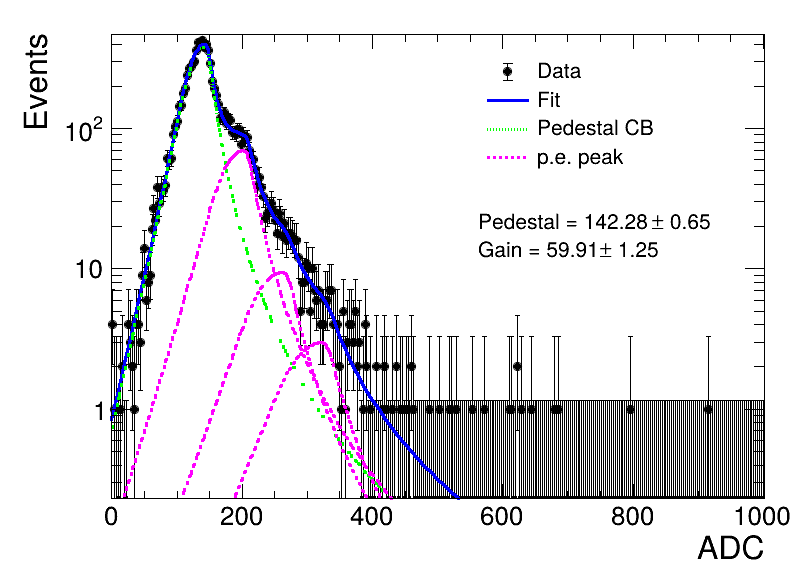 Events
Data
Fit
Pedestal CB
p.e. peak
Pedestal = 142.28 ± 0.65
Gain = 59.91 ± 1.25
10²
10
1
0 200 400 600 800 1000
ADC